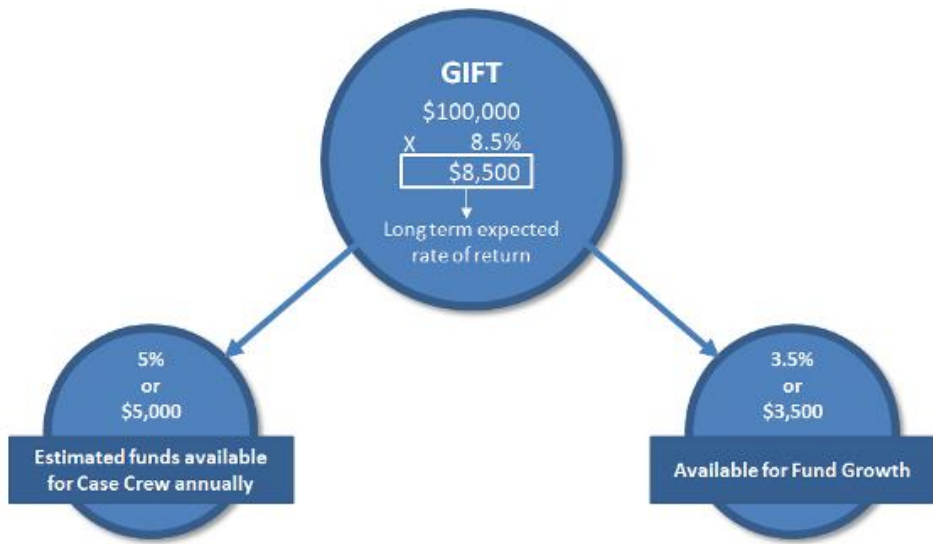 GIFT
$100,000
X 8.5%
$8,500
Long term expected
rate of return
5%
or
$5,000
Estimated funds available
for Case Crew annually
3.5%
or
$3,500
Available for Fund Growth